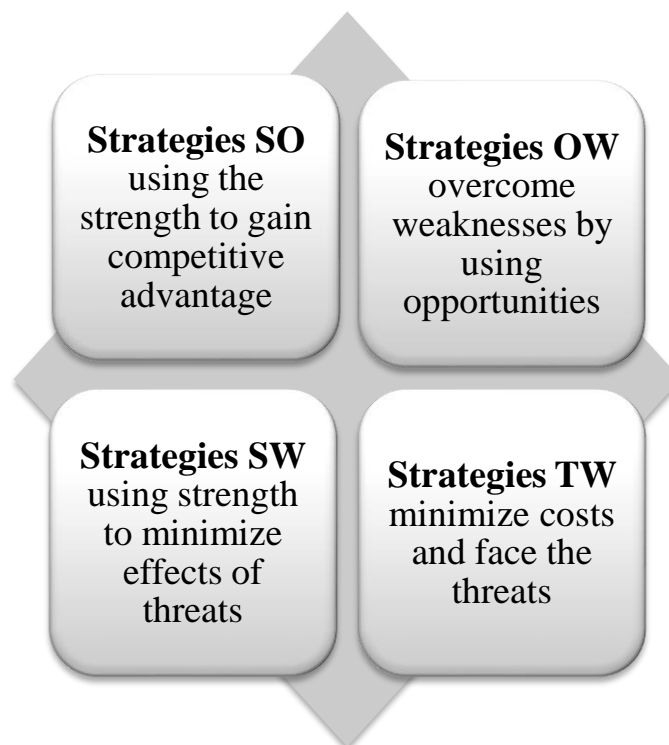 Strategies SO
using the
strength to gain
competitive
advantage
Strategies OW
overcome
weaknesses by
using
opportunities
Strategies SW
using strength
to minimize
effects of
threats
Strategies TW
minimize costs
and face the
threats